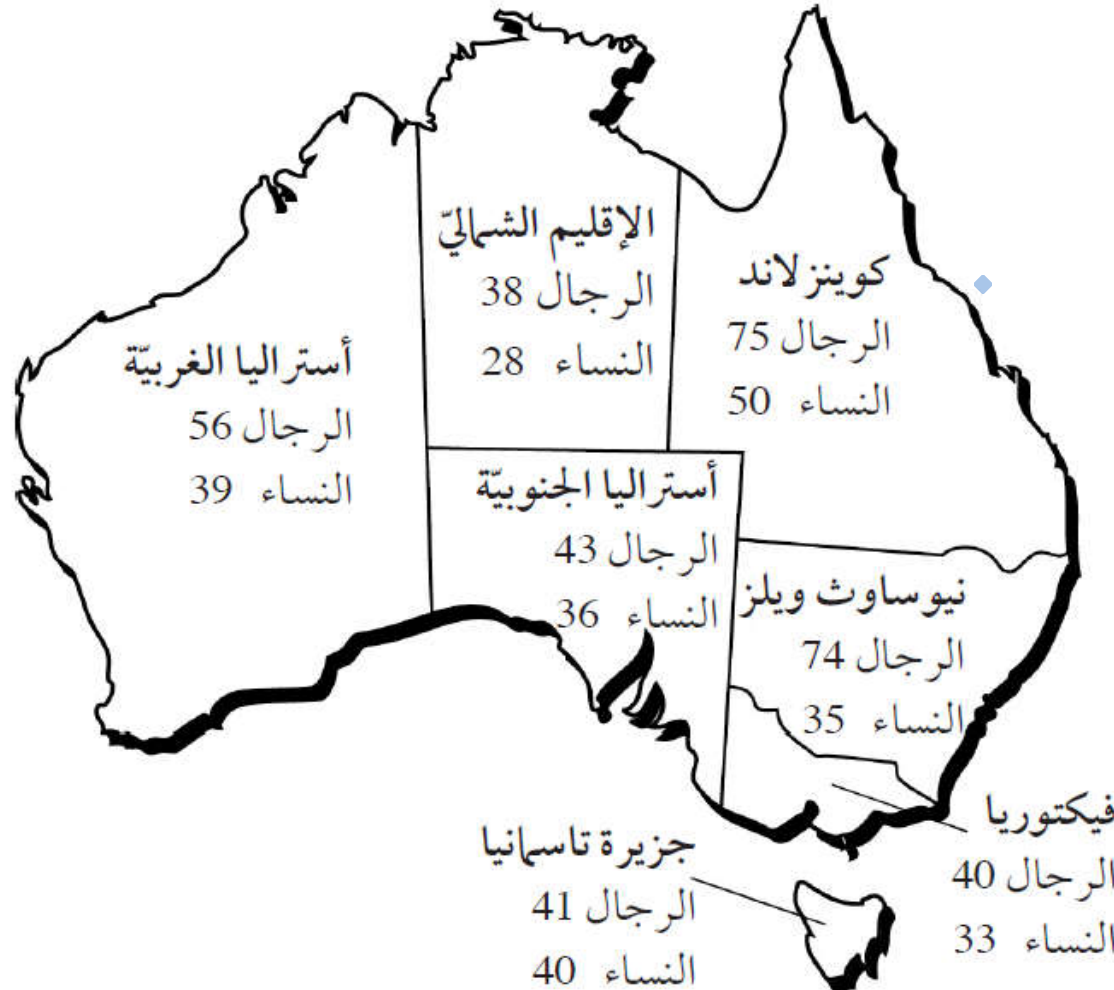 الإقليم الشماليّ
الرجال 38
النساء 28
كوينزلاند
الرجال 75
النساء 50
أستراليا الغربيّة
الرجال 56
النساء 39
أستراليا الجنوبيّة
الرجال 43
النساء 36
نيوساوث ويلز
الرجال 74
النساء 35
فيكتوريا
الرجال 40
النساء 33
جزيرة تاسمانيا
الرجال 41
النساء 40